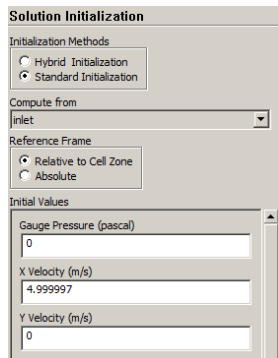 Solution Initialization
Initialization Methods
Hybrid Initialization
Standard Initialization
Compute from
inlet
Reference Frame
Relative to Cell Zone
Absolute
Initial Values
Gauge Pressure (pascal)
0
X Velocity (m/s)
4.999997
Y Velocity (m/s)
0